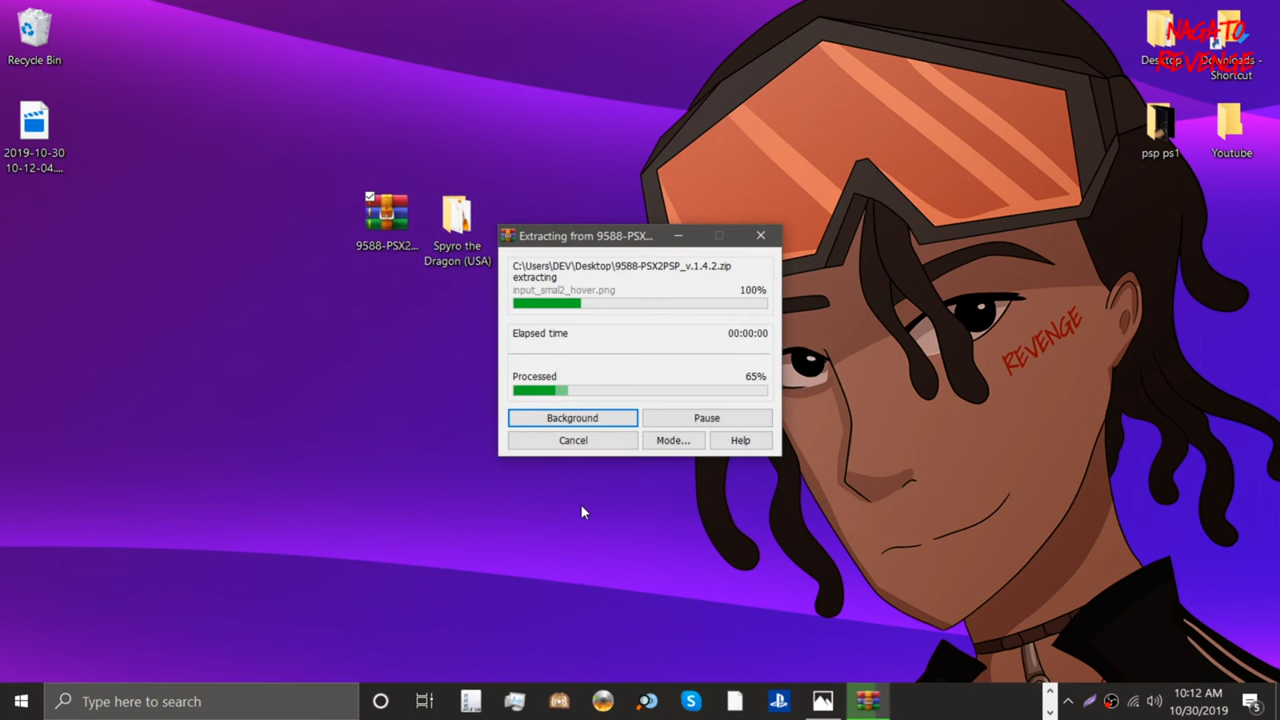 Recycle Bin
2019-10-30
10-12-04....
9588-PSX2...
Spyro the
Dragon (USA)
NAGATO
REVENGE
Desktop
Downloads -
Shortcut
psp ps1
Youtube
Extracting from 9588-PSX...
C:\Users\DEV\Desktop\9588-PSX2PSP_v.1.4.2.zip
extracting
input_smal2_hover.png
100%
Elapsed time
00:00:00
Processed
65%
Background
Pause
Cancel
Mode...
Help
REVENGE
Type here to search
10:12 AM
10/30/2019
5